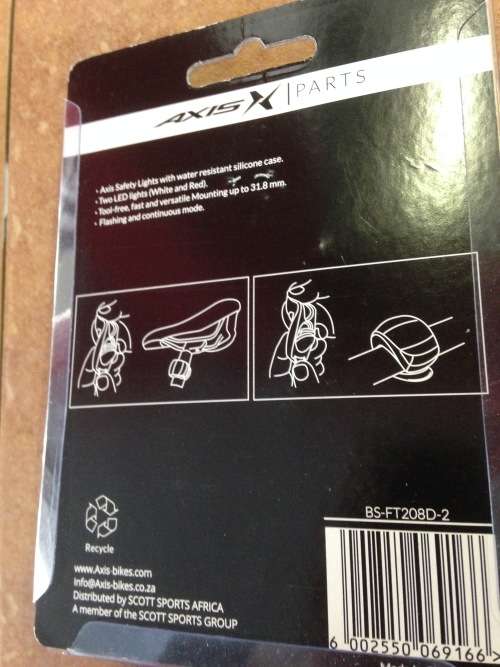 AXIS X | PARTS
• Axis Safety Lights with water resistant silicone case.
• Two LED lights (White and Red).
• Tool-free, fast and versatile Mounting up to 31.8 mm.
• Flashing and continuous mode.
BS-FT208D-2
Recycle
www.Axis-bikes.com
Info@Axis-bikes.co.za
Distributed by SCOTT SPORTS AFRICA
A member of the SCOTT SPORTS GROUP
6 002550 069166 >